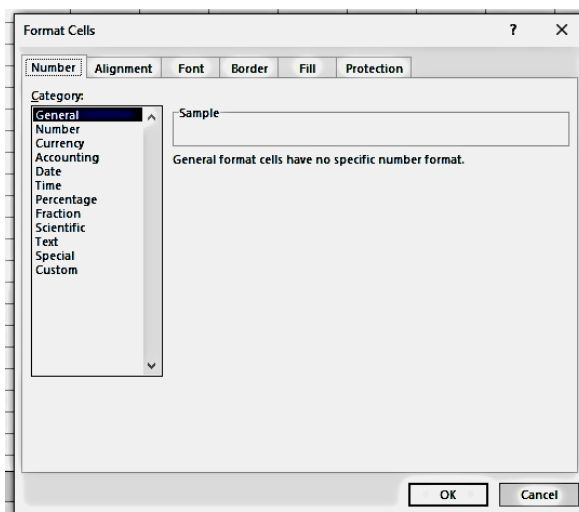 Format Cells ? X
Number Alignment Font Border Fill Protection
Category:
General
Number
Currency
Accounting
Date
Time
Percentage
Fraction
Scientific
Text
Special
Custom
Sample
General format cells have no specific number format.
OK Cancel